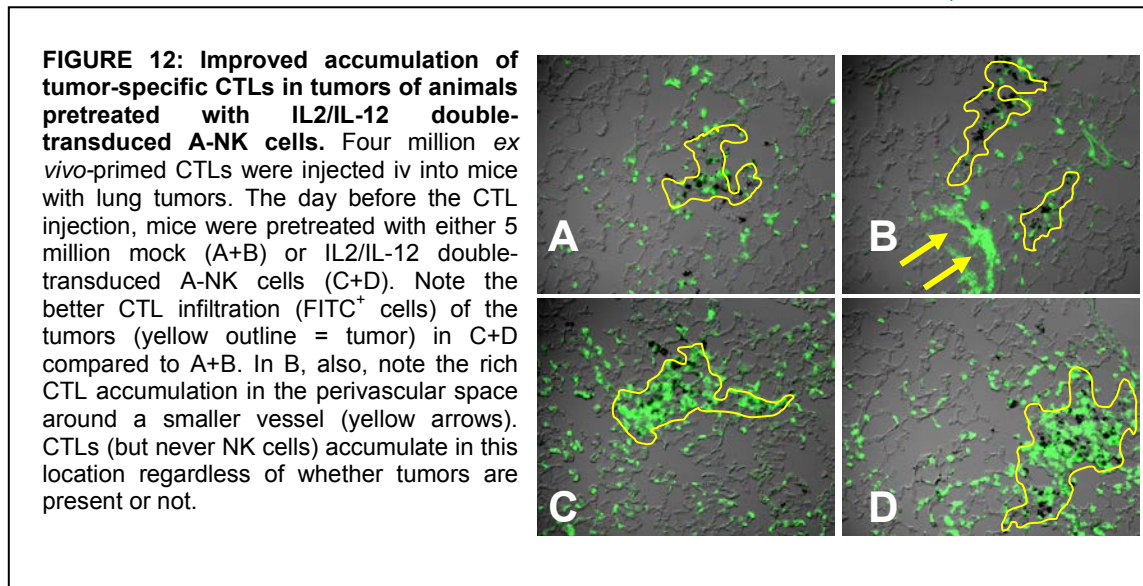 FIGURE 12: Improved accumulation of
tumor-specific CTLs in tumors of animals
pretreated with IL2/IL-12 double-
transduced A-NK cells. Four million ex
vivo-primed CTLs were injected iv into mice
with lung tumors. The day before the CTL
injection, mice were pretreated with either 5
million mock (A+B) or IL2/IL-12 double-
transduced A-NK cells (C+D). Note the
better CTL infiltration (FITC⁺ cells) of the
tumors (yellow outline = tumor) in C+D
compared to A+B. In B, also, note the rich
CTL accumulation in the perivascular space
around a smaller vessel (yellow arrows).
CTLs (but never NK cells) accumulate in this
location regardless of whether tumors are
present or not.
A
B
C
D